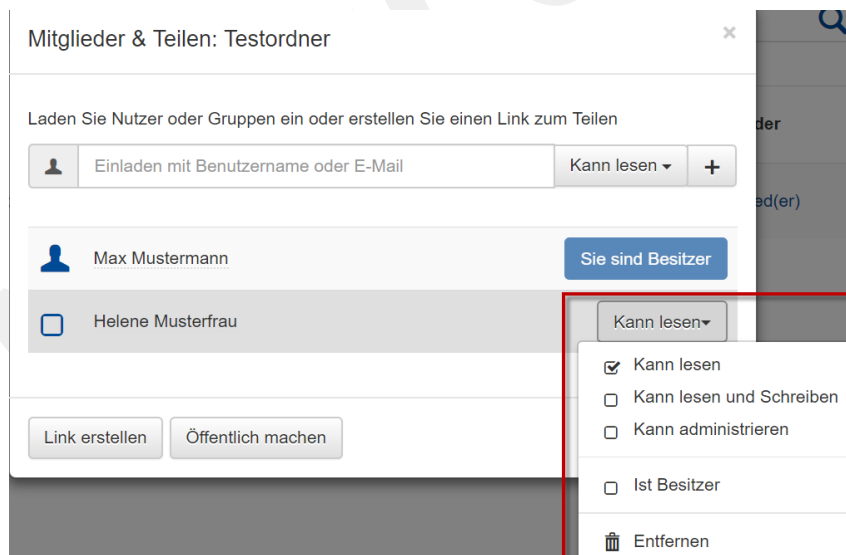 Mitglieder & Teilen: Testordner ×
Laden Sie Nutzer oder Gruppen ein oder erstellen Sie einen Link zum Teilen
der
Einladen mit Benutzername oder E-Mail Kann lesen +
ed(er)
Max Mustermann Sie sind Besitzer
Helene Musterfrau Kann lesen
Kann lesen
Kann lesen und Schreiben
Kann administrieren
Link erstellen Öffentlich machen
Ist Besitzer
Entfernen